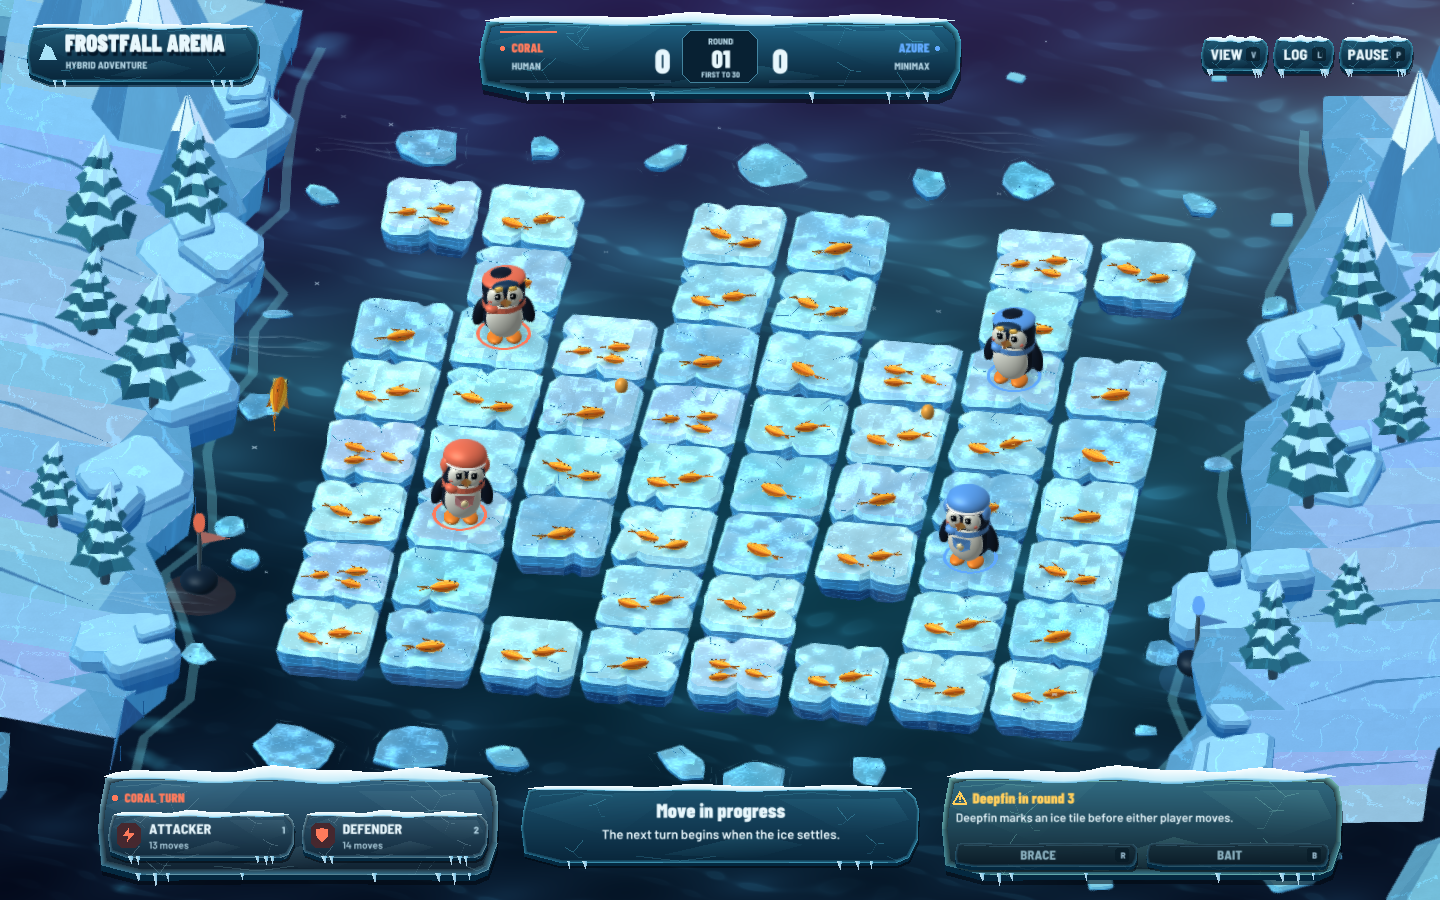 FROSTFALL ARENA
HYBRID ADVENTURE
CORAL
HUMAN
0
ROUND
01
FIRST TO 30
0
AZURE
MINIMAX
VIEW V
LOG L
PAUSE P
CORAL TURN
ATTACKER 1
13 moves
DEFENDER 2
14 moves
Move in progress
The next turn begins when the ice settles.
Deepfin in round 3
Deepfin marks an ice tile before either player moves.
BRACE R
BAIT B